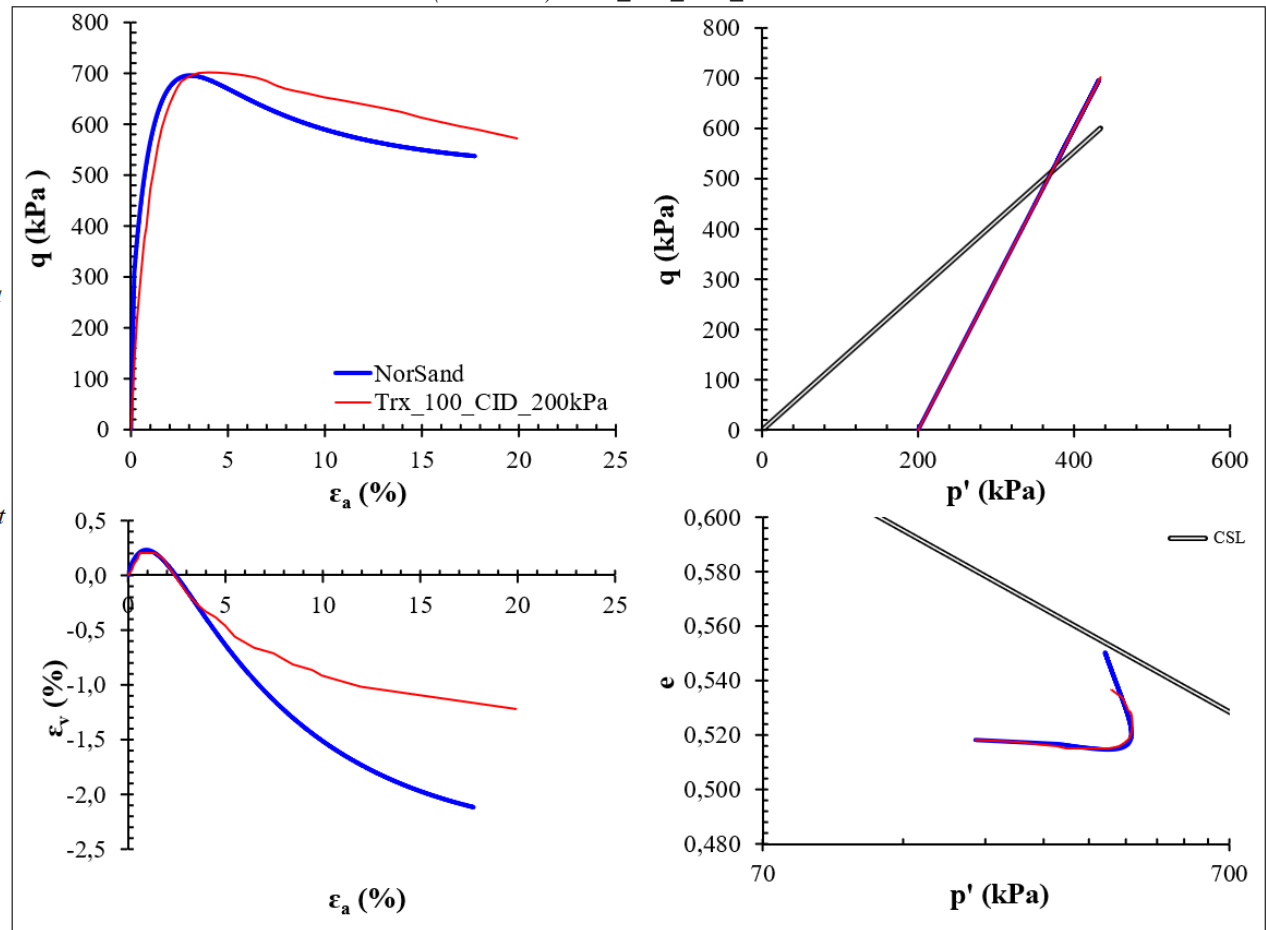 800
700
600
500
400
300
200
100
0
q (kPa )
NorSand
Trx_100_CID_200kPa
0 5 10 15 20 25
εa (%)
800
700
600
500
400
300
200
100
0
q (kPa)
0 200 400 600
p' (kPa)
t
0,5
0,0
-0,5
-1,0
-1,5
-2,0
-2,5
εv (%)
0 5 10 15 20 25
εa (%)
0,600
0,580
0,560
0,540
0,520
0,500
0,480
e
CSL
70 700
p' (kPa)